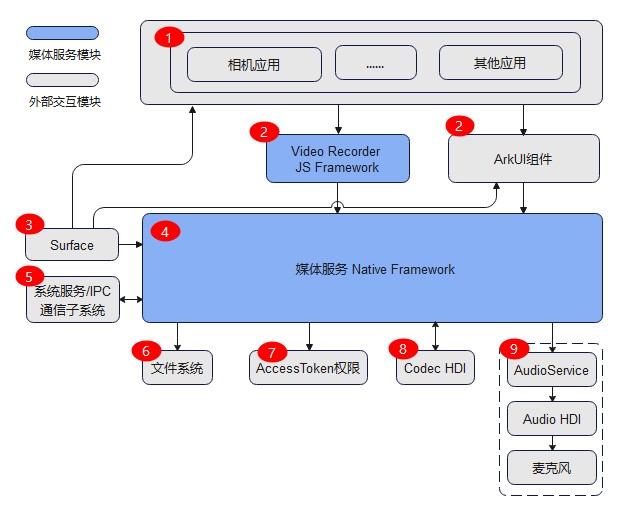 媒体服务模块
外部交互模块
1
相机应用
......
其他应用
2
Video Recorder
JS Framework
2
ArkUI组件
3
Surface
4
媒体服务 Native Framework
5
系统服务/IPC
通信子系统
6
文件系统
7
AccessToken权限
8
Codec HDI
9
AudioService
Audio HDI
麦克风